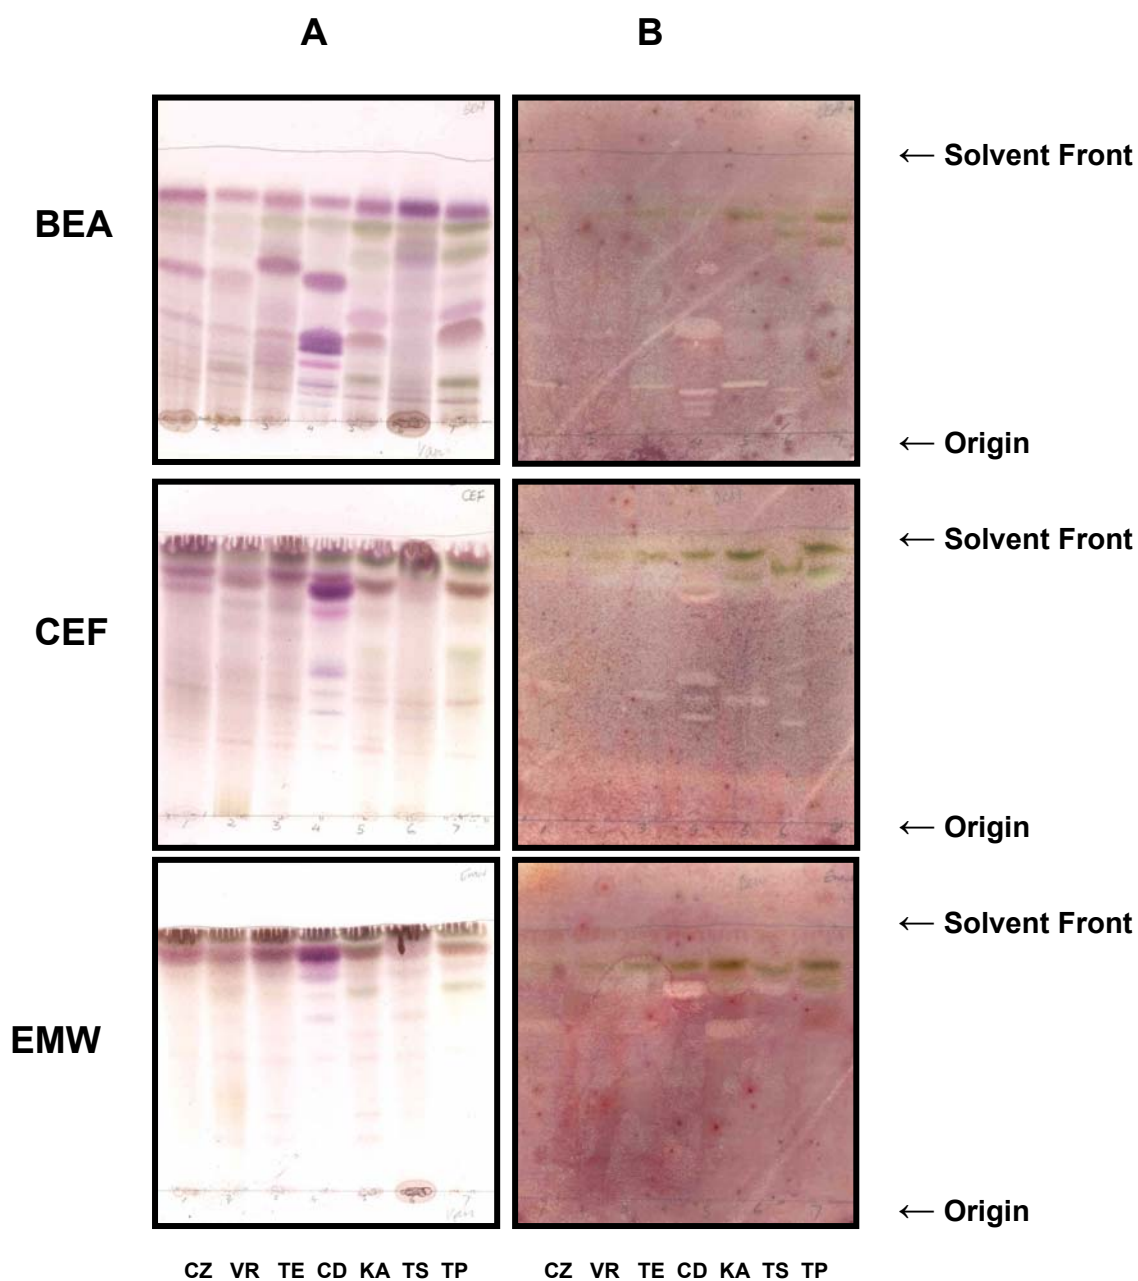 A B
← Solvent Front
BEA
← Origin
← Solvent Front
CEF
CEF
← Origin
← Solvent Front
EMW
← Origin
CZ VR TE CD KA TS TP CZ VR TE CD KA TS TP